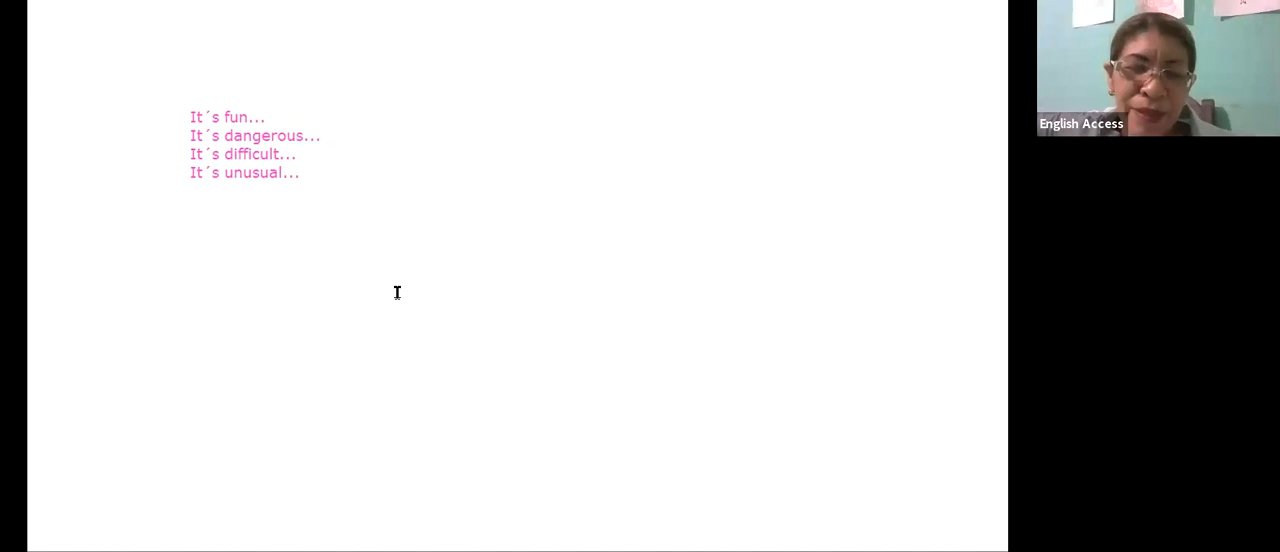 It´s fun...
It´s dangerous...
It´s difficult...
It´s unusual...
English Access